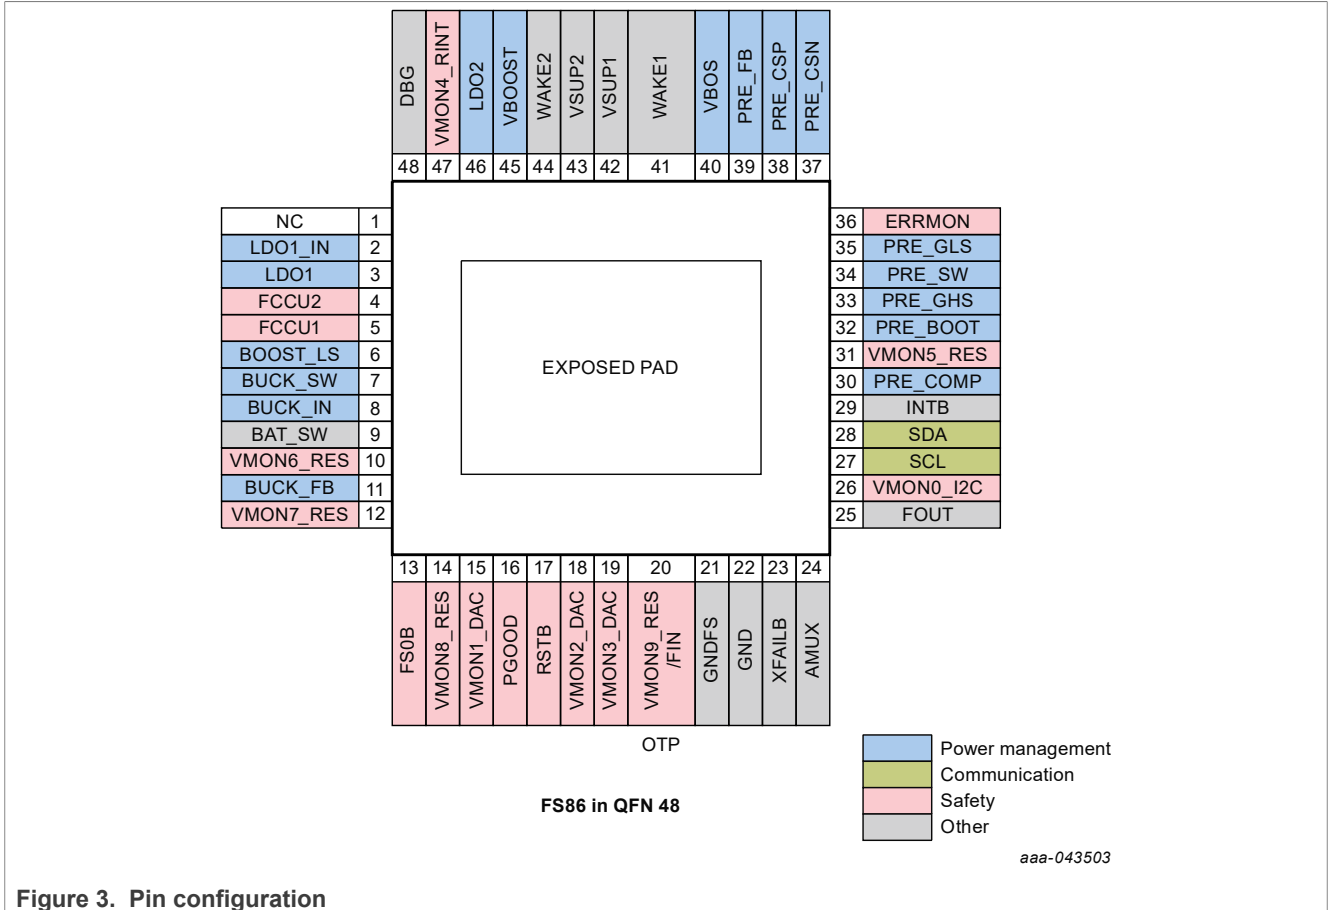 DBG
VMON4_RINT
LDO2
VBOOST
WAKE2
VSUP2
VSUP1
WAKE1
VBOS
PRE_FB
PRE_CSP
PRE_CSN
48 47 46 45 44 43 42 41 40 39 38 37
NC 1
LDO1_IN 2
LDO1 3
FCCU2 4
FCCU1 5
BOOST_LS 6
BUCK_SW 7
BUCK_IN 8
BAT_SW 9
VMON6_RES 10
BUCK_FB 11
VMON7_RES 12
EXPOSED PAD
36 ERRMON
35 PRE_GLS
34 PRE_SW
33 PRE_GHS
32 PRE_BOOT
31 VMON5_RES
30 PRE_COMP
29 INTB
28 SDA
27 SCL
26 VMON0_I2C
25 FOUT
13 14 15 16 17 18 19 20 21 22 23 24
FS0B
VMON8_RES
VMON1_DAC
PGOOD
RSTB
VMON2_DAC
VMON3_DAC
VMON9_RES
/FIN
GNDFS
GND
XFAILB
AMUX
OTP
Power management
Communication
Safety
Other
FS86 in QFN 48
aaa-043503
Figure 3. Pin configuration